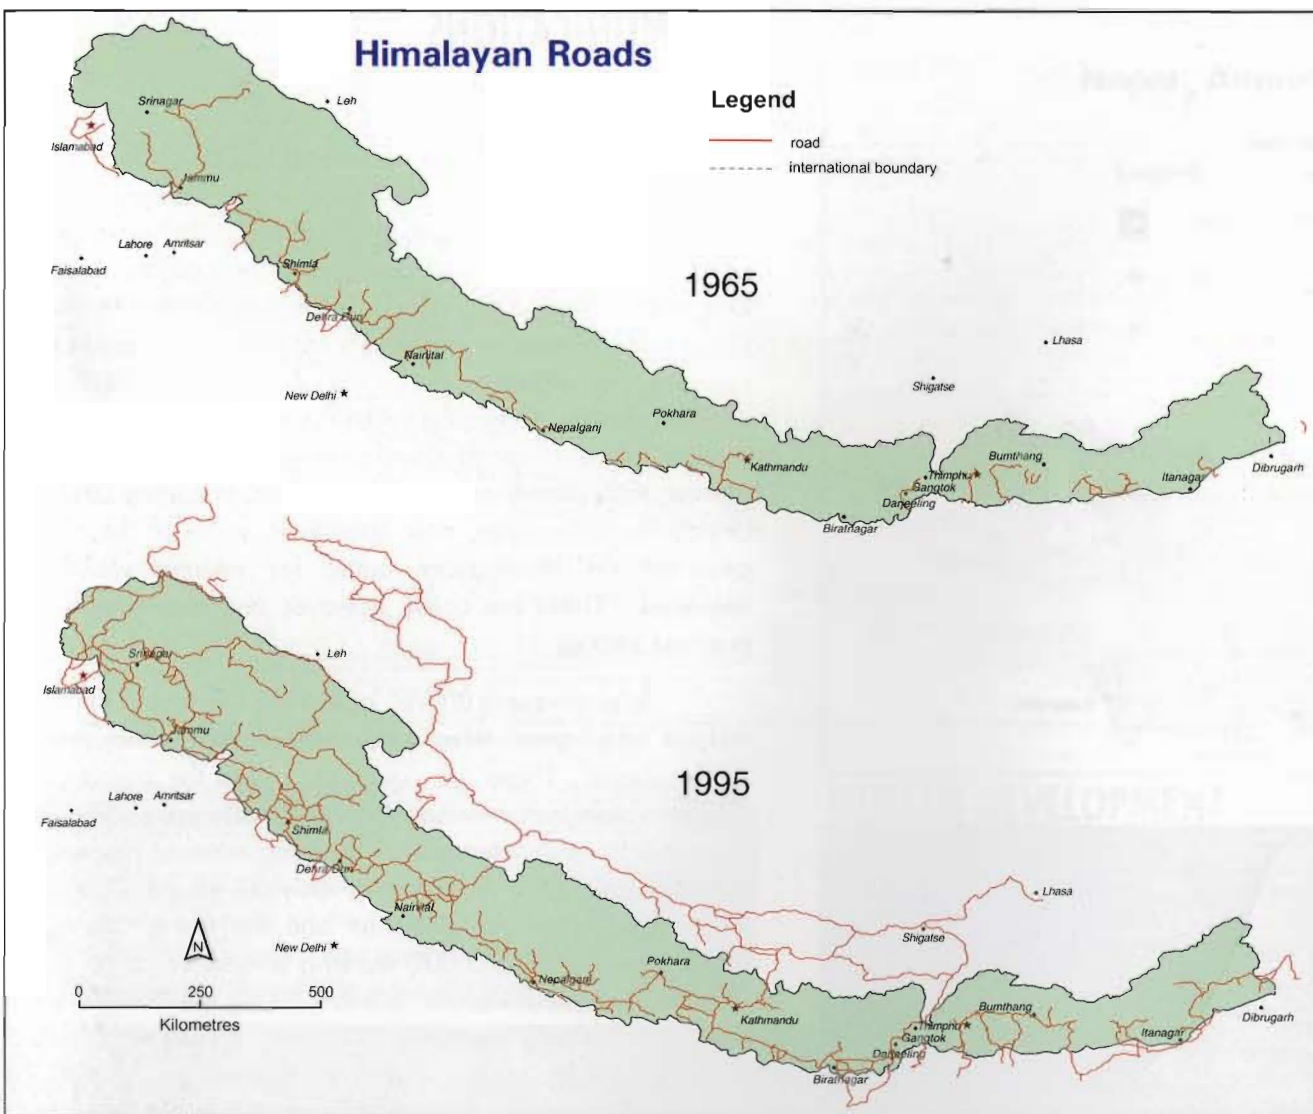 Himalayan Roads
Legend
road
international boundary
Srinagar
Leh
Islamabad
Jammu
Lahore
Amritsar
Faisalabad
Shimla
1965
Dehra Dun
Lhasa
Nainital
Shigatse
New Delhi
Pokhara
Nepalganj
Kathmandu
Bumthang
Thimphu
Gangtok
Itanagar
Dibrugarh
Darjeeling
Biratnagar
Srinagar
Leh
Islamabad
Jammu
1995
Lahore
Amritsar
Faisalabad
Shimla
Dehra Dun
Lhasa
Nainital
Shigatse
N
New Delhi
Pokhara
Nepalganj
0 250 500
Kilometres
Kathmandu
Bumthang
Thimphu
Gangtok
Itanagar
Dibrugarh
Darjeeling
Biratnagar